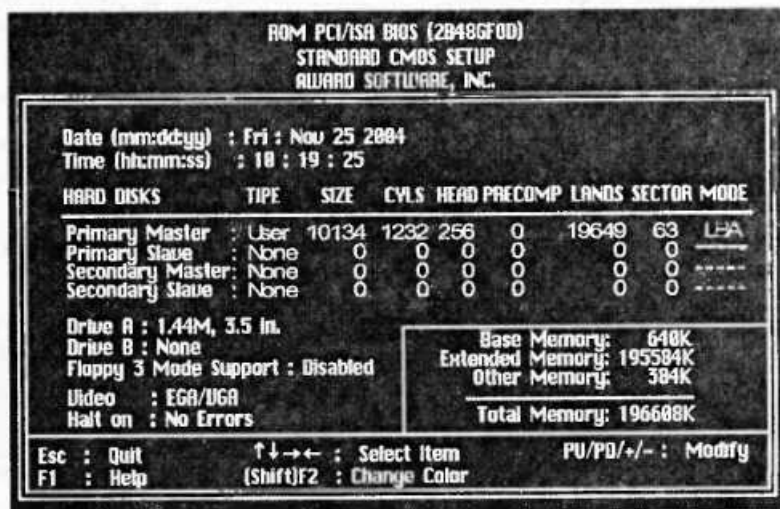 ROM PCI/ISA BIOS (2B48GF0D)
STANDARD CMOS SETUP
AWARD SOFTWARE, INC.
Date (mm:dd:yy) : Fri : Nov 25 2004
Time (hh:mm:ss) : 10 : 19 : 25
HARD DISKS TIPE SIZE CYLS HEAD PRECOMP LANDS SECTOR MODE
Primary Master : User 10134 1232 256 0 19649 63 LBA
Primary Slave : None 0 0 0 0 0 0 ------
Secondary Master: None 0 0 0 0 0 0 -----
Secondary Slave : None 0 0 0 0 0 0 -----
Drive A : 1.44M, 3.5 in.
Drive B : None
Floppy 3 Mode Support : Disabled
Video : EGA/VGA
Halt on : No Errors
Base Memory: 640K
Extended Memory: 195584K
Other Memory: 384K
Total Memory: 196608K
Esc : Quit ↑↓→← : Select Item PU/PD/+/- : Modify
F1 : Help (Shift)F2 : Change Color